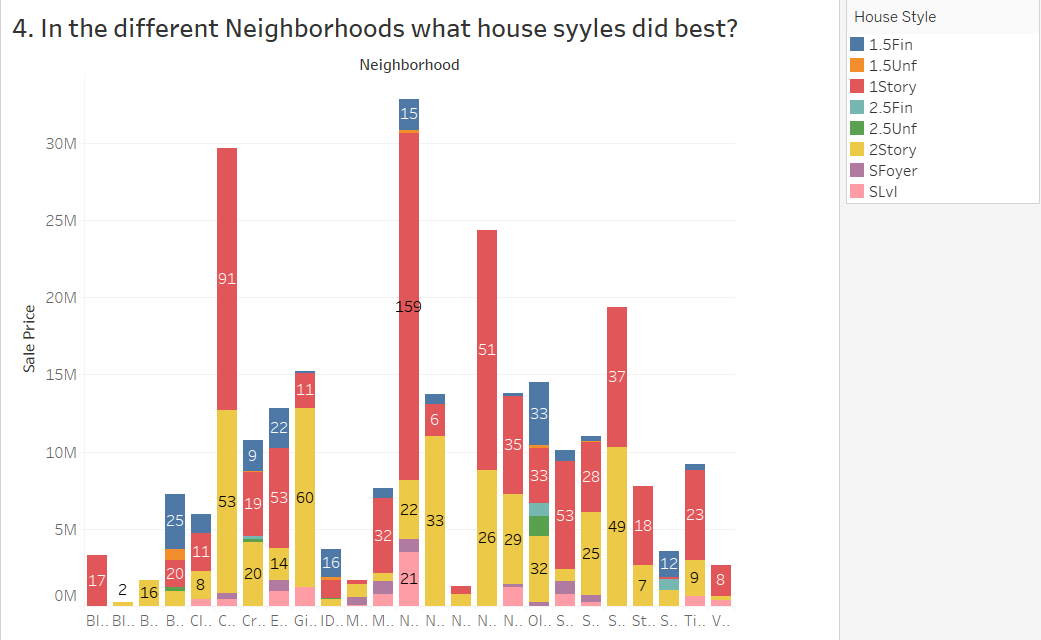 4. In the different Neighborhoods what house syyles did best?
Neighborhood
House Style
1.5Fin
1.5Unf
1Story
2.5Fin
2.5Unf
2Story
SFoyer
SLvl
Sale Price
30M
25M
20M
15M
10M
5M
0M
15
91
159
51
11
33
37
9
22
6
25
19
53
60
53
35
33
28
23
20
11
32
22
33
53
18
16
12
17
2
16
8
20
14
21
26
29
32
25
49
7
9
8
Bl.. Bl.. B.. B.. Cl.. C.. Cr.. E.. Gi.. ID.. M.. M.. N.. N.. N.. N.. N.. Ol.. S.. S.. S.. St.. S.. Ti.. V..